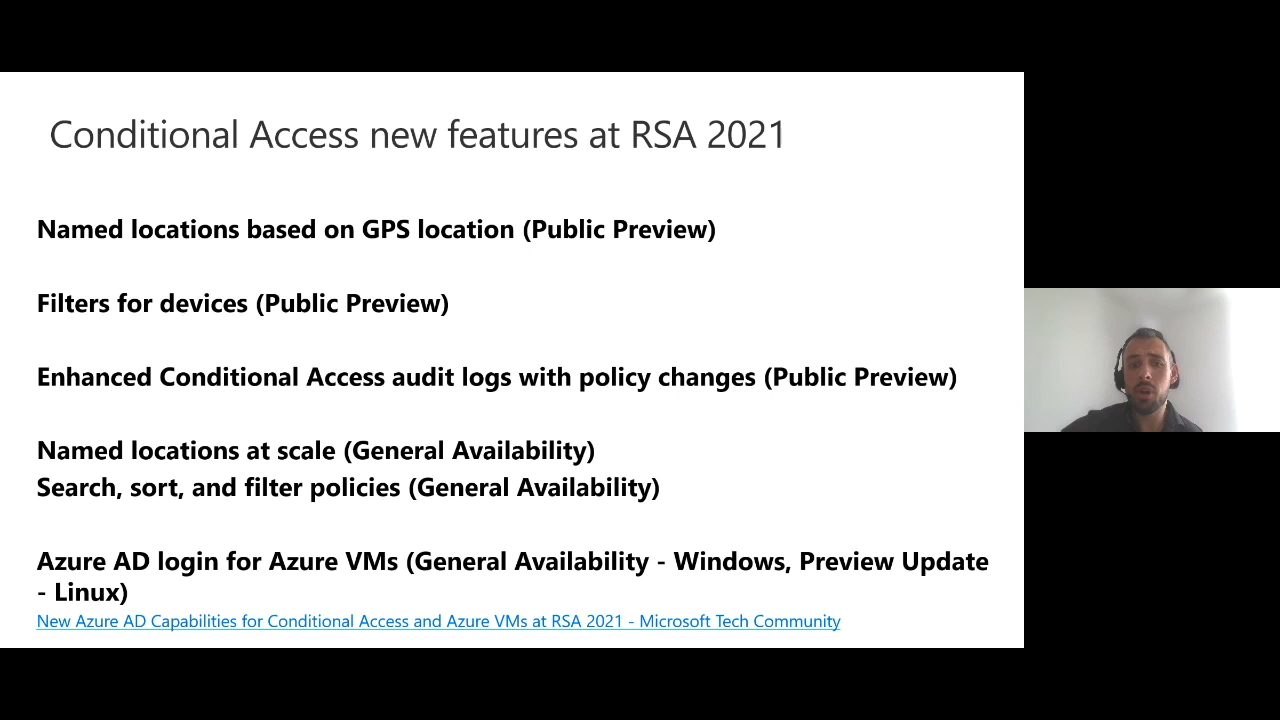 Conditional Access new features at RSA 2021
Named locations based on GPS location (Public Preview)
Filters for devices (Public Preview)
Enhanced Conditional Access audit logs with policy changes (Public Preview)
Named locations at scale (General Availability)
Search, sort, and filter policies (General Availability)
Azure AD login for Azure VMs (General Availability - Windows, Preview Update
- Linux)
New Azure AD Capabilities for Conditional Access and Azure VMs at RSA 2021 - Microsoft Tech Community